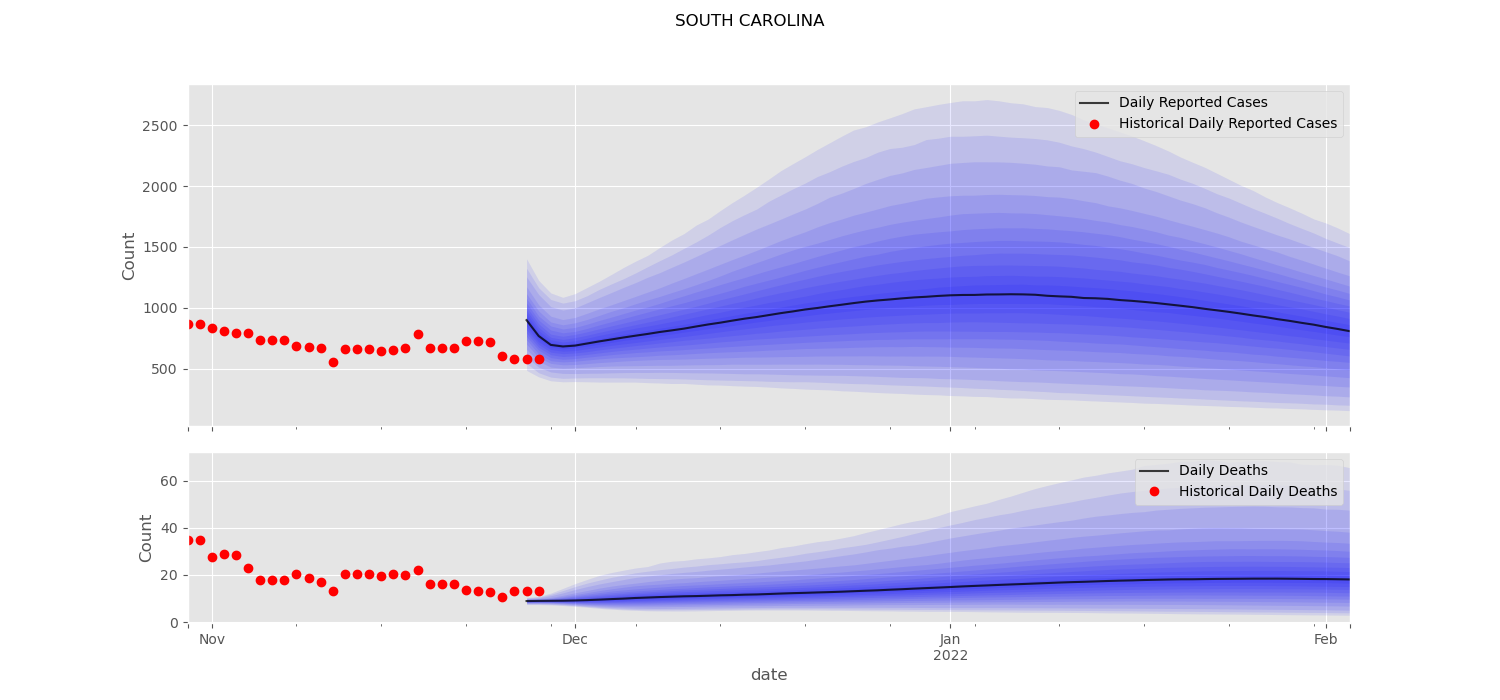 SOUTH CAROLINA
Daily Reported Cases
Historical Daily Reported Cases
Count
2500
2000
1500
1000
500
Daily Deaths
Historical Daily Deaths
Count
60
40
20
0
Nov
Dec
Jan
2022
Feb
date